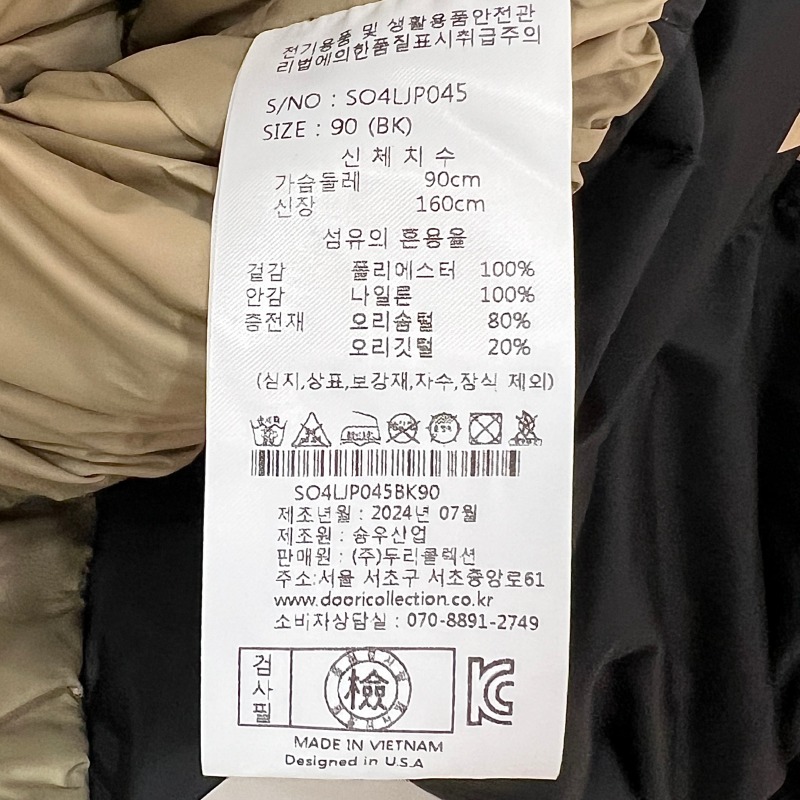 전기용품 및 생활용품안전관
리법에의한품질표시취급주의
S/NO : SO4LJP045
SIZE : 90 (BK)
신 체 치 수
가슴둘레 90cm
신장 160cm
섬유의 혼용율
겉감 폴리에스터 100%
안감 나일론 100%
충전재 오리솜털 80%
오리깃털 20%
(심지,상표,보강재,자수,장식 제외)
SO4LJP045BK90
제조년월 : 2024년 07월
제조원 : 승우산업
판매원 : (주)두리콜렉션
주소:서울 서초구 서초중앙로61
www.dooricollection.co.kr
소비자상담실 : 070-8891-2749
검사필
檢
MADE IN VIETNAM
Designed in U.S.A